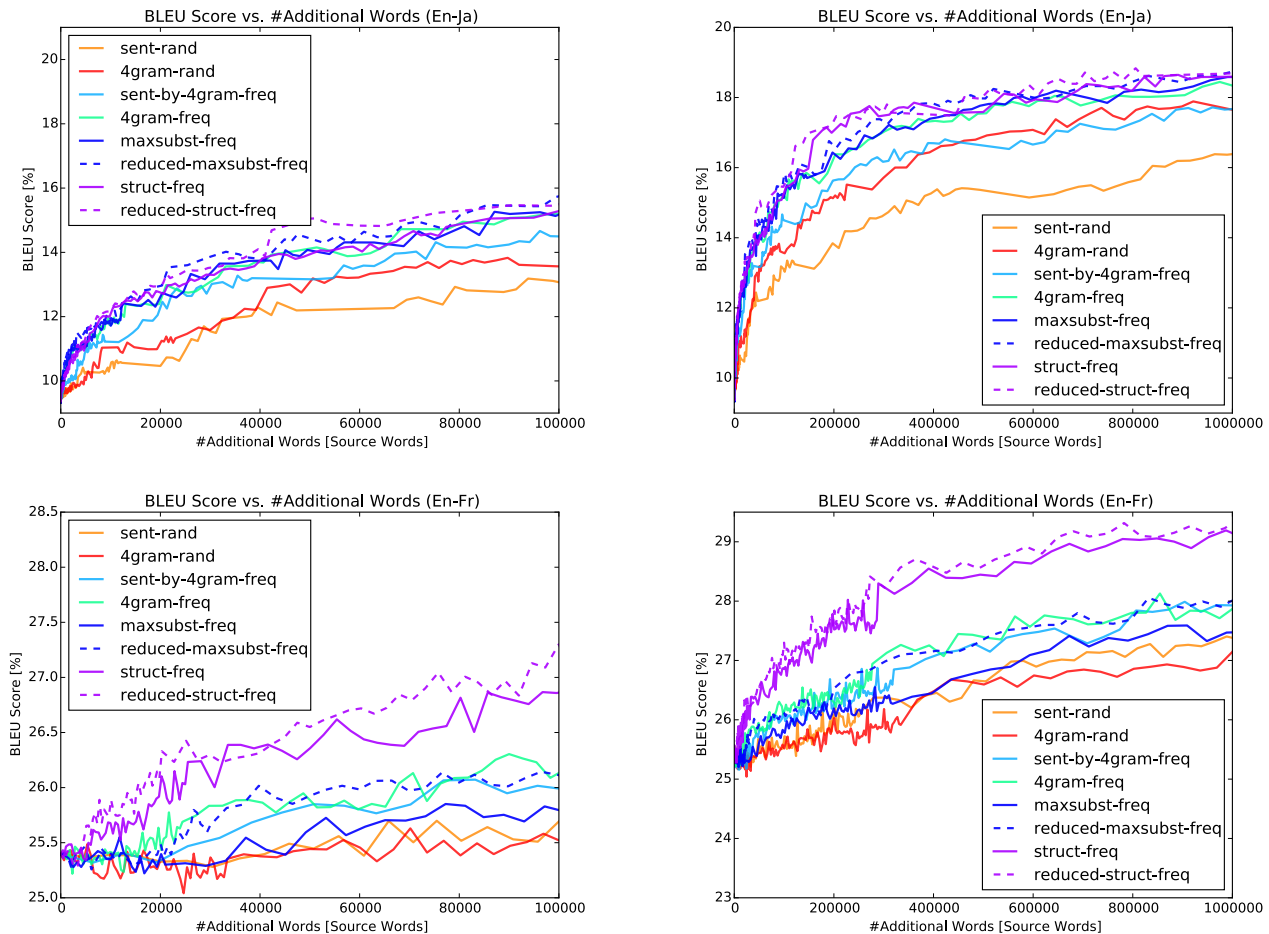 BLEU Score vs. #Additional Words (En-Ja)
20
18
16
14
12
10
BLEU Score [%]
sent-rand
4gram-rand
sent-by-4gram-freq
4gram-freq
maxsubst-freq
reduced-maxsubst-freq
struct-freq
reduced-struct-freq
0 20000 40000 60000 80000 100000
#Additional Words [Source Words]
BLEU Score vs. #Additional Words (En-Ja)
20
18
16
14
12
10
BLEU Score [%]
sent-rand
4gram-rand
sent-by-4gram-freq
4gram-freq
maxsubst-freq
reduced-maxsubst-freq
struct-freq
reduced-struct-freq
0 200000 400000 600000 800000 1000000
#Additional Words [Source Words]
BLEU Score vs. #Additional Words (En-Fr)
28.5
28.0
27.5
27.0
26.5
26.0
25.5
25.0
BLEU Score [%]
sent-rand
4gram-rand
sent-by-4gram-freq
4gram-freq
maxsubst-freq
reduced-maxsubst-freq
struct-freq
reduced-struct-freq
0 20000 40000 60000 80000 100000
#Additional Words [Source Words]
BLEU Score vs. #Additional Words (En-Fr)
29
28
27
26
25
24
23
BLEU Score [%]
sent-rand
4gram-rand
sent-by-4gram-freq
4gram-freq
maxsubst-freq
reduced-maxsubst-freq
struct-freq
reduced-struct-freq
0 200000 400000 600000 800000 1000000
#Additional Words [Source Words]